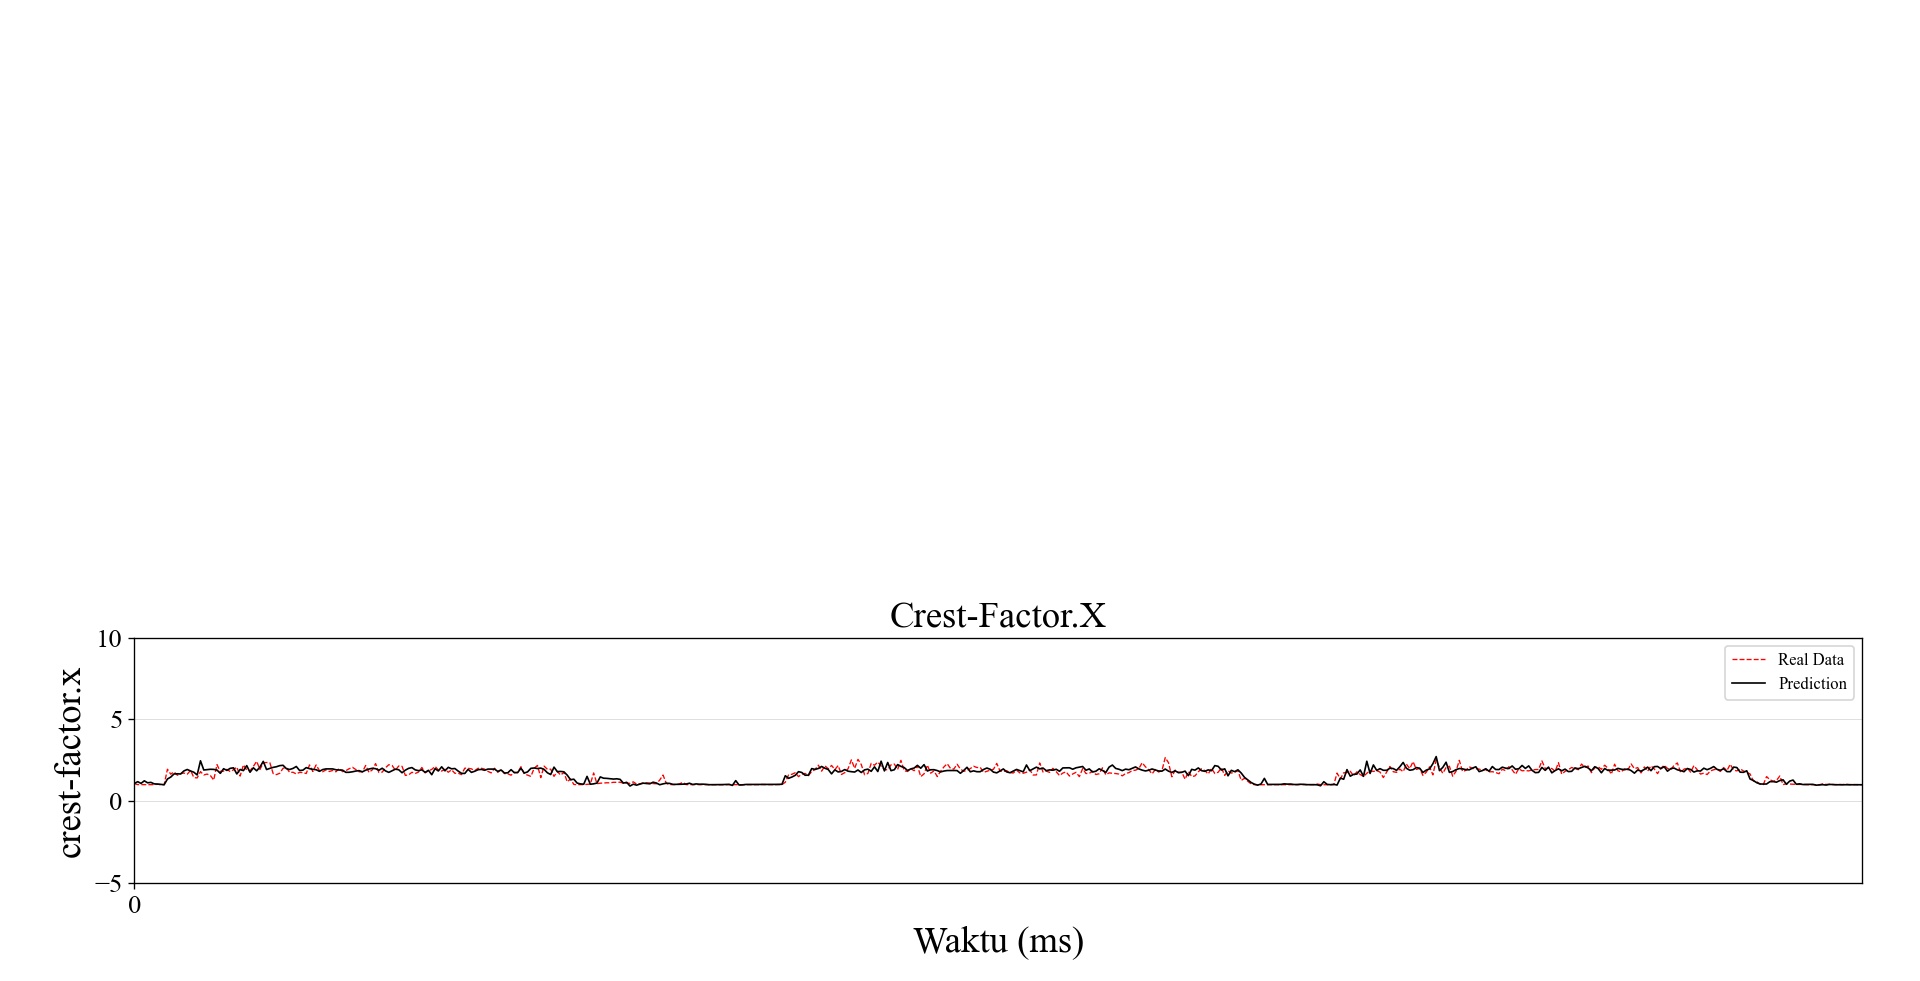 Crest-Factor.X
10
5
0
−5
crest-factor.x
Real Data
Prediction
0
Waktu (ms)